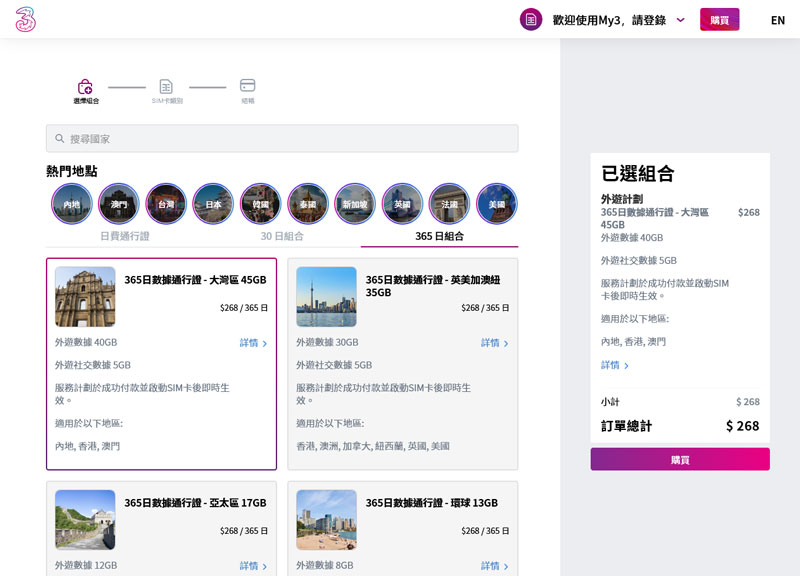 歡迎使用My3，請登錄
購買
EN
選擇組合
SIM卡類別
結帳
搜尋國家
熱門地點
內地
澳門
台灣
日本
韓國
泰國
新加坡
英國
法國
美國
日費通行證
30 日組合
365 日組合
365日數據通行證 - 大灣區 45GB
$268 / 365 日
外遊數據 40GB
詳情
外遊社交數據 5GB
服務計劃於成功付款並啟動SIM卡後即時生
效。
適用於以下地區:
內地, 香港, 澳門
365日數據通行證 - 英美加澳紐
35GB
$268 / 365 日
外遊數據 30GB
詳情
外遊社交數據 5GB
服務計劃於成功付款並啟動SIM卡後即時生
效。
適用於以下地區:
香港, 澳洲, 加拿大, 紐西蘭, 英國, 美國
365日數據通行證 - 亞太區 17GB
$268 / 365 日
外遊數據 12GB
詳情
365日數據通行證 - 環球 13GB
$268 / 365 日
外遊數據 8GB
詳情
已選組合
外遊計劃
365日數據通行證 - 大灣區
45GB
$268
外遊數據 40GB
外遊社交數據 5GB
服務計劃於成功付款並啟動SIM
卡後即時生效。
適用於以下地區:
內地, 香港, 澳門
詳情
小計
$ 268
訂單總計
$ 268
購買